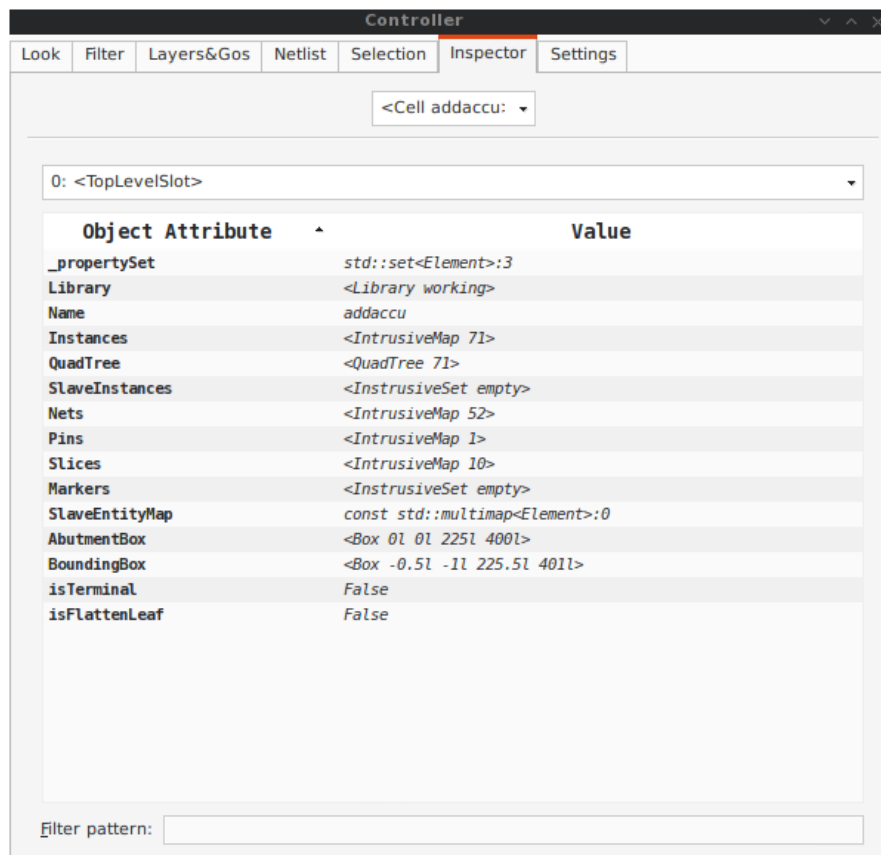 Controller
Look Filter Layers&Gos Netlist Selection Inspector Settings
<Cell addaccu:
0: <TopLevelSlot>
Object Attribute Value
_propertySet std::set<Element>:3
Library <Library working>
Name addaccu
Instances <IntrusiveMap 71>
QuadTree <QuadTree 71>
SlaveInstances <InstrusiveSet empty>
Nets <IntrusiveMap 52>
Pins <IntrusiveMap 1>
Slices <IntrusiveMap 10>
Markers <InstrusiveSet empty>
SlaveEntityMap const std::multimap<Element>:0
AbutmentBox <Box 0l 0l 225l 400l>
BoundingBox <Box -0.5l -1l 225.5l 401l>
isTerminal False
isFlattenLeaf False
Filter pattern: